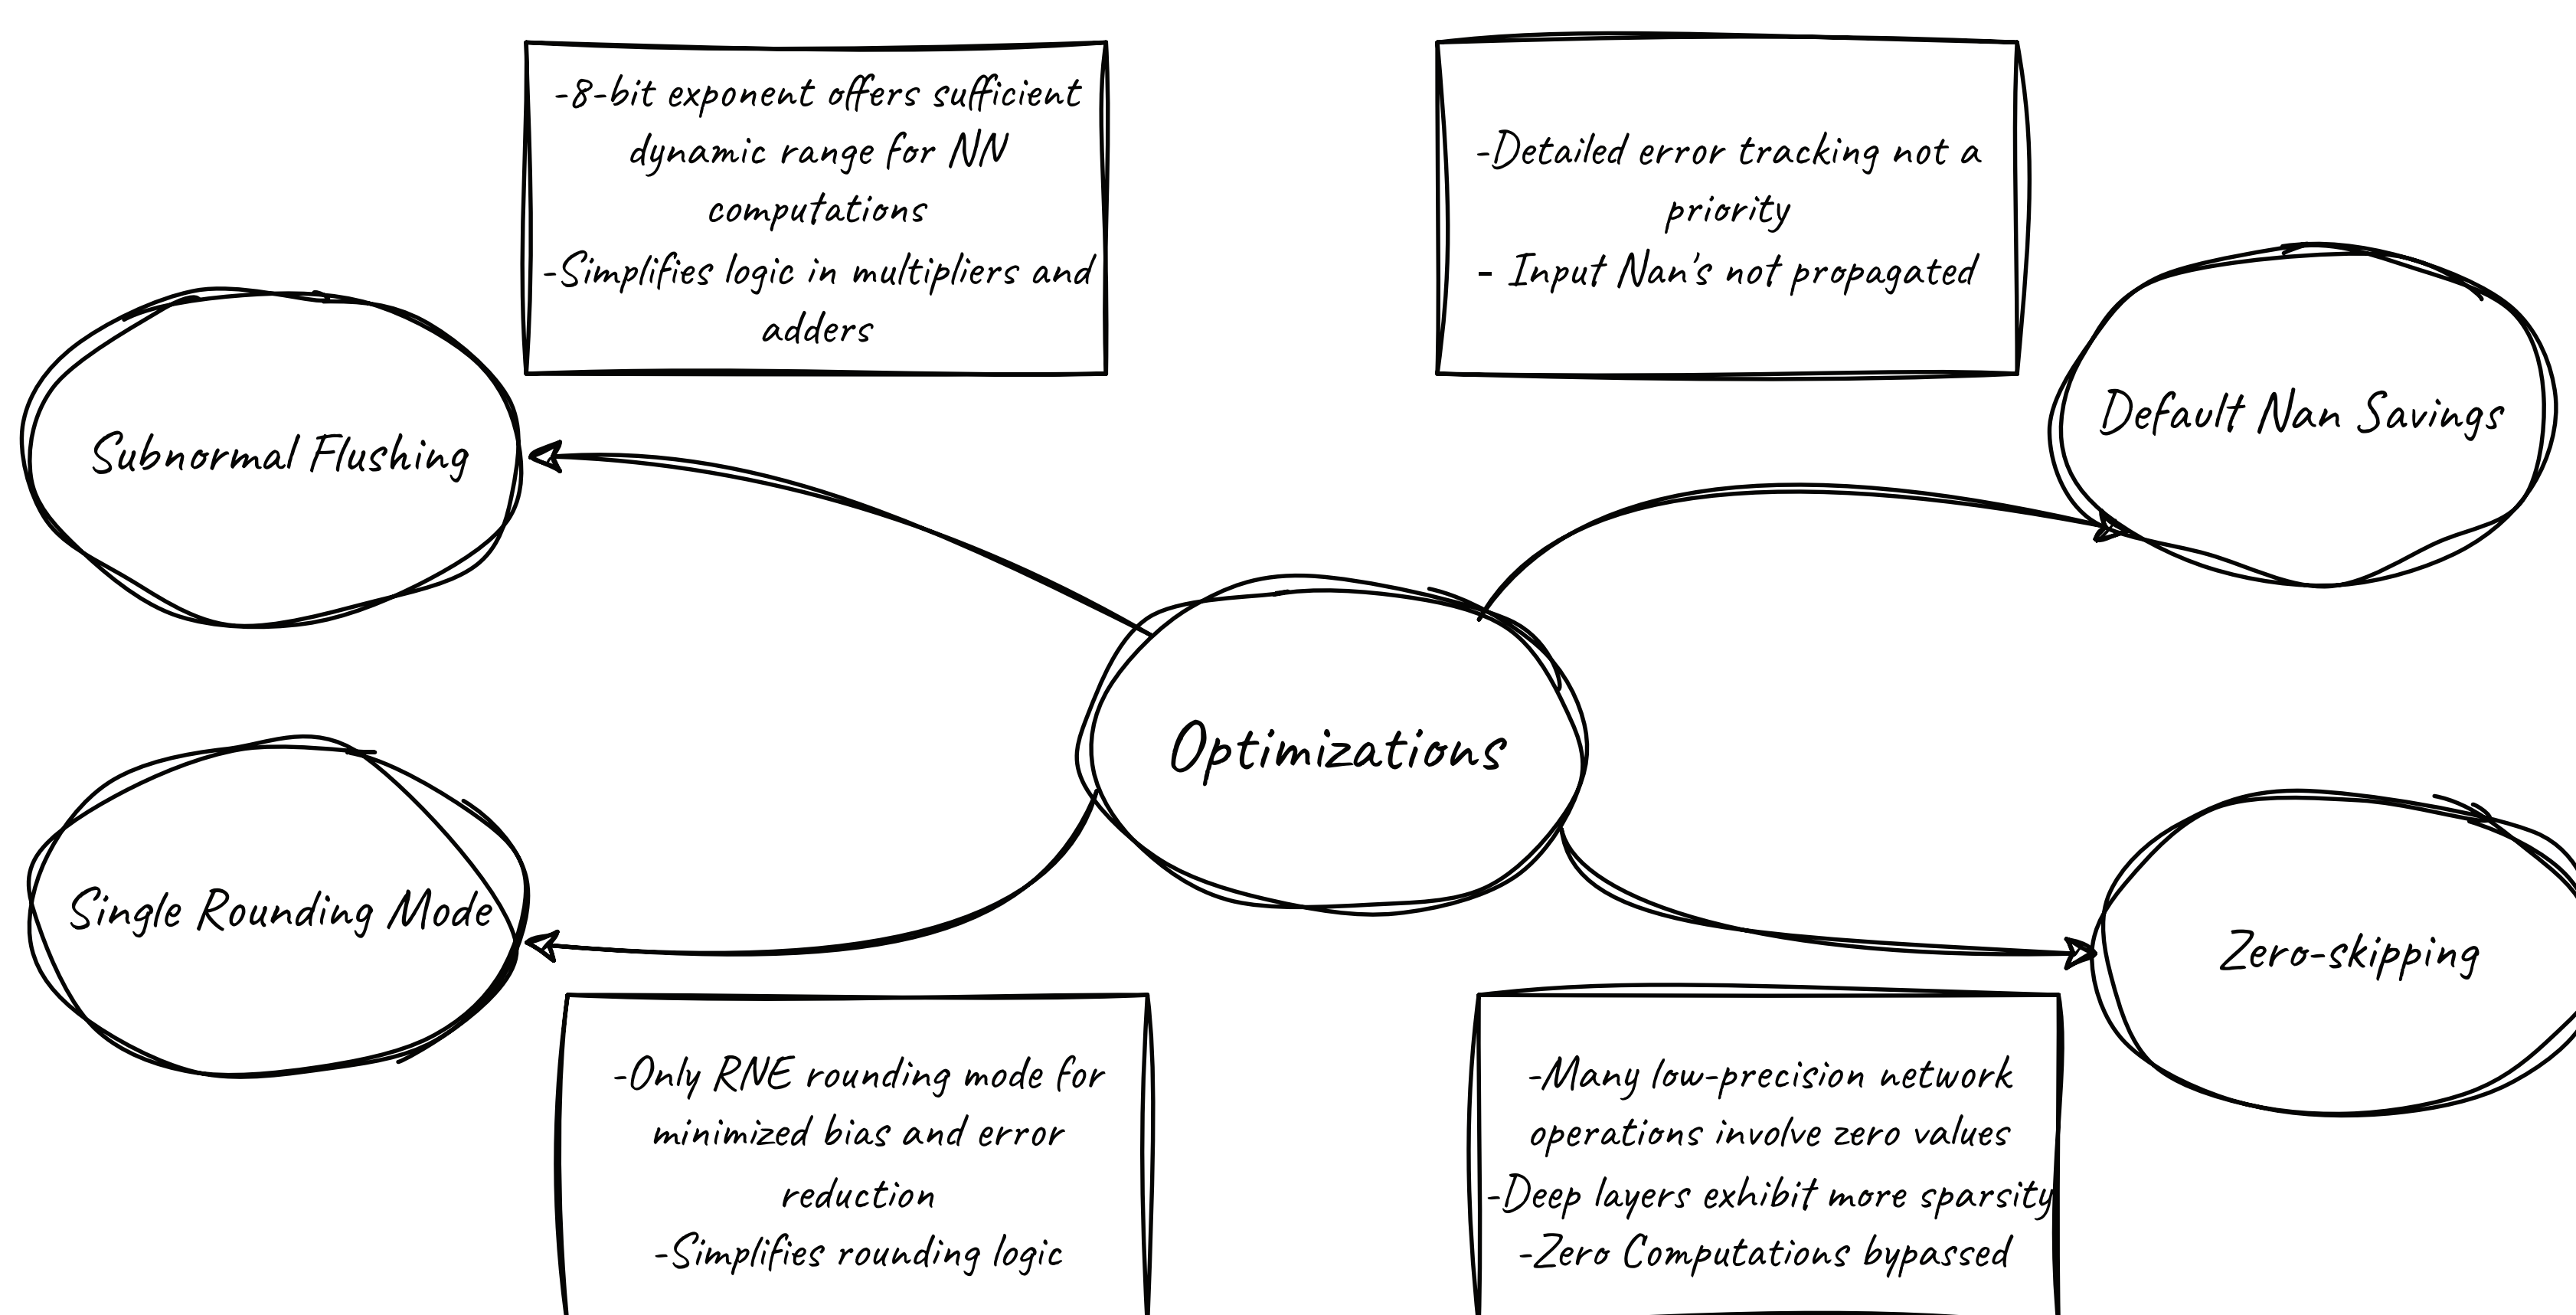 -8-bit exponent offers sufficient
dynamic range for NN
computations
-Simplifies logic in multipliers and
adders
-Detailed error tracking not a
priority
- Input Nan's not propagated
Subnormal Flushing
Default Nan Savings
Optimizations
Single Rounding Mode
Zero-skipping
-Only RNE rounding mode for
minimized bias and error
reduction
-Simplifies rounding logic
-Many low-precision network
operations involve zero values
-Deep layers exhibit more sparsity
-Zero Computations bypassed